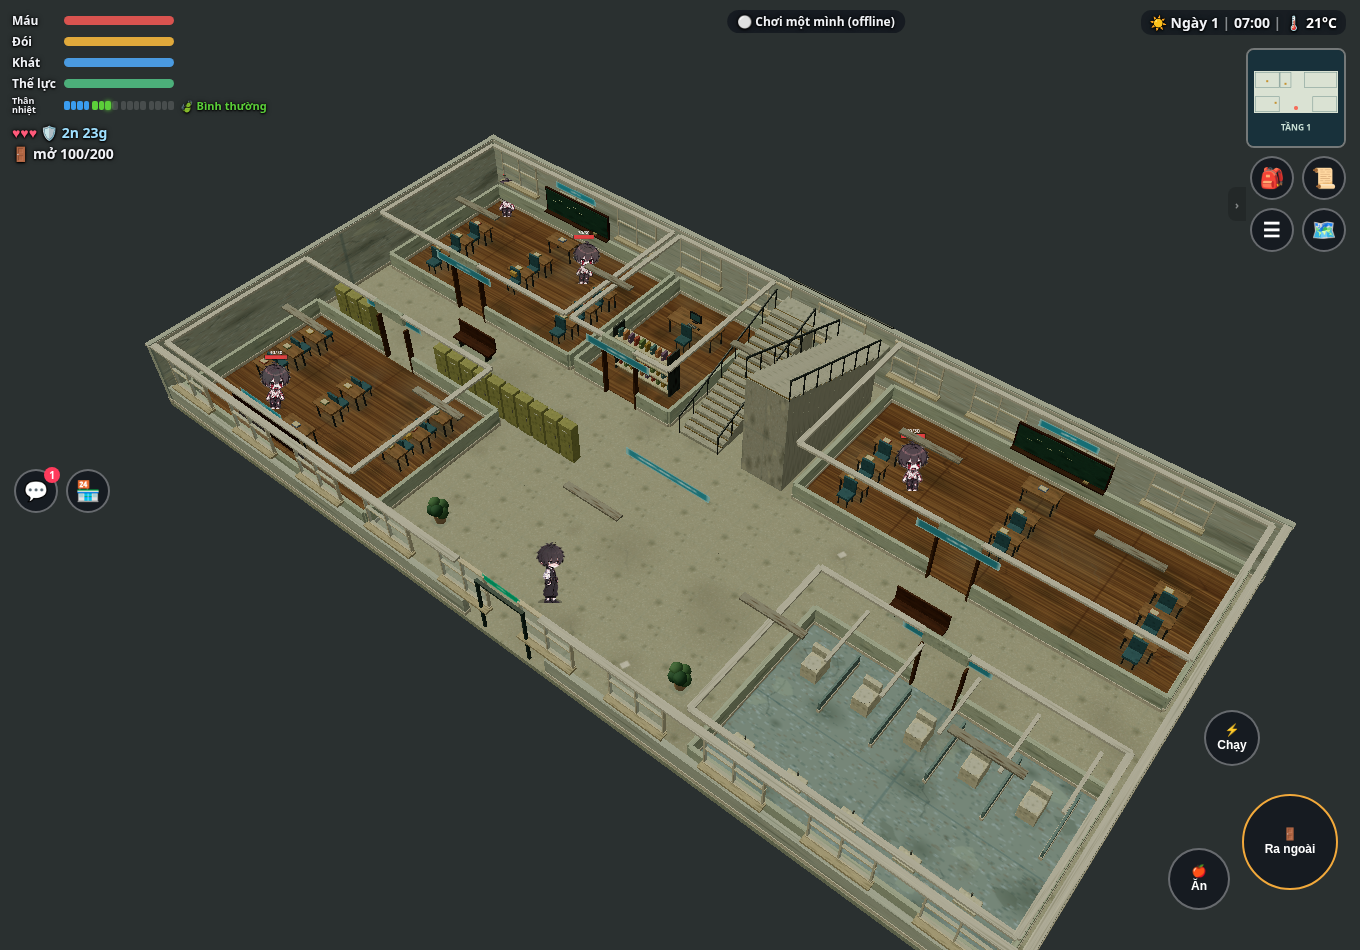 Máu
Đói
Khát
Thể lực
Thân nhiệt
Bình thường
2n 23g
mở 100/200
Chơi một mình (offline)
Ngày 1 | 07:00 | 21°C
TẦNG 1
1
24
Chạy
Ra ngoài
Ăn